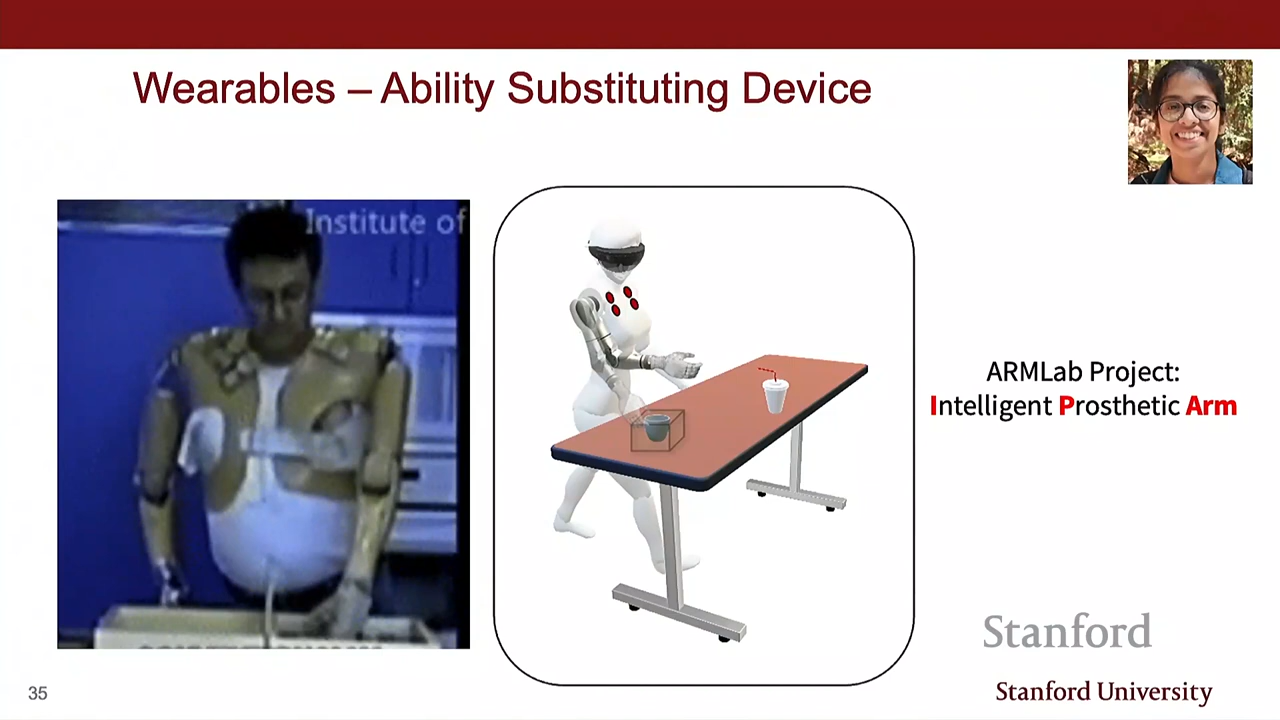 Wearables – Ability Substituting Device
Institute of
ARMLab Project:
Intelligent Prosthetic Arm
Stanford
Stanford University
35